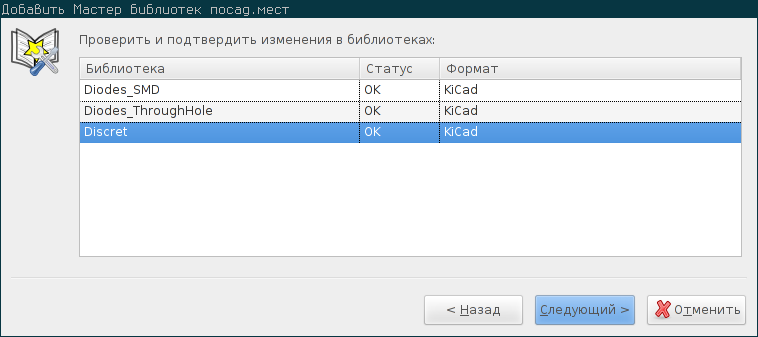 Добавить Мастер Библиотек посад.мест
Проверить и подтвердить изменения в библиотеках:
Библиотека Статус Формат
Diodes_SMD OK KiCad
Diodes_ThroughHole OK KiCad
Discret OK KiCad
< Назад Следующий > Отменить